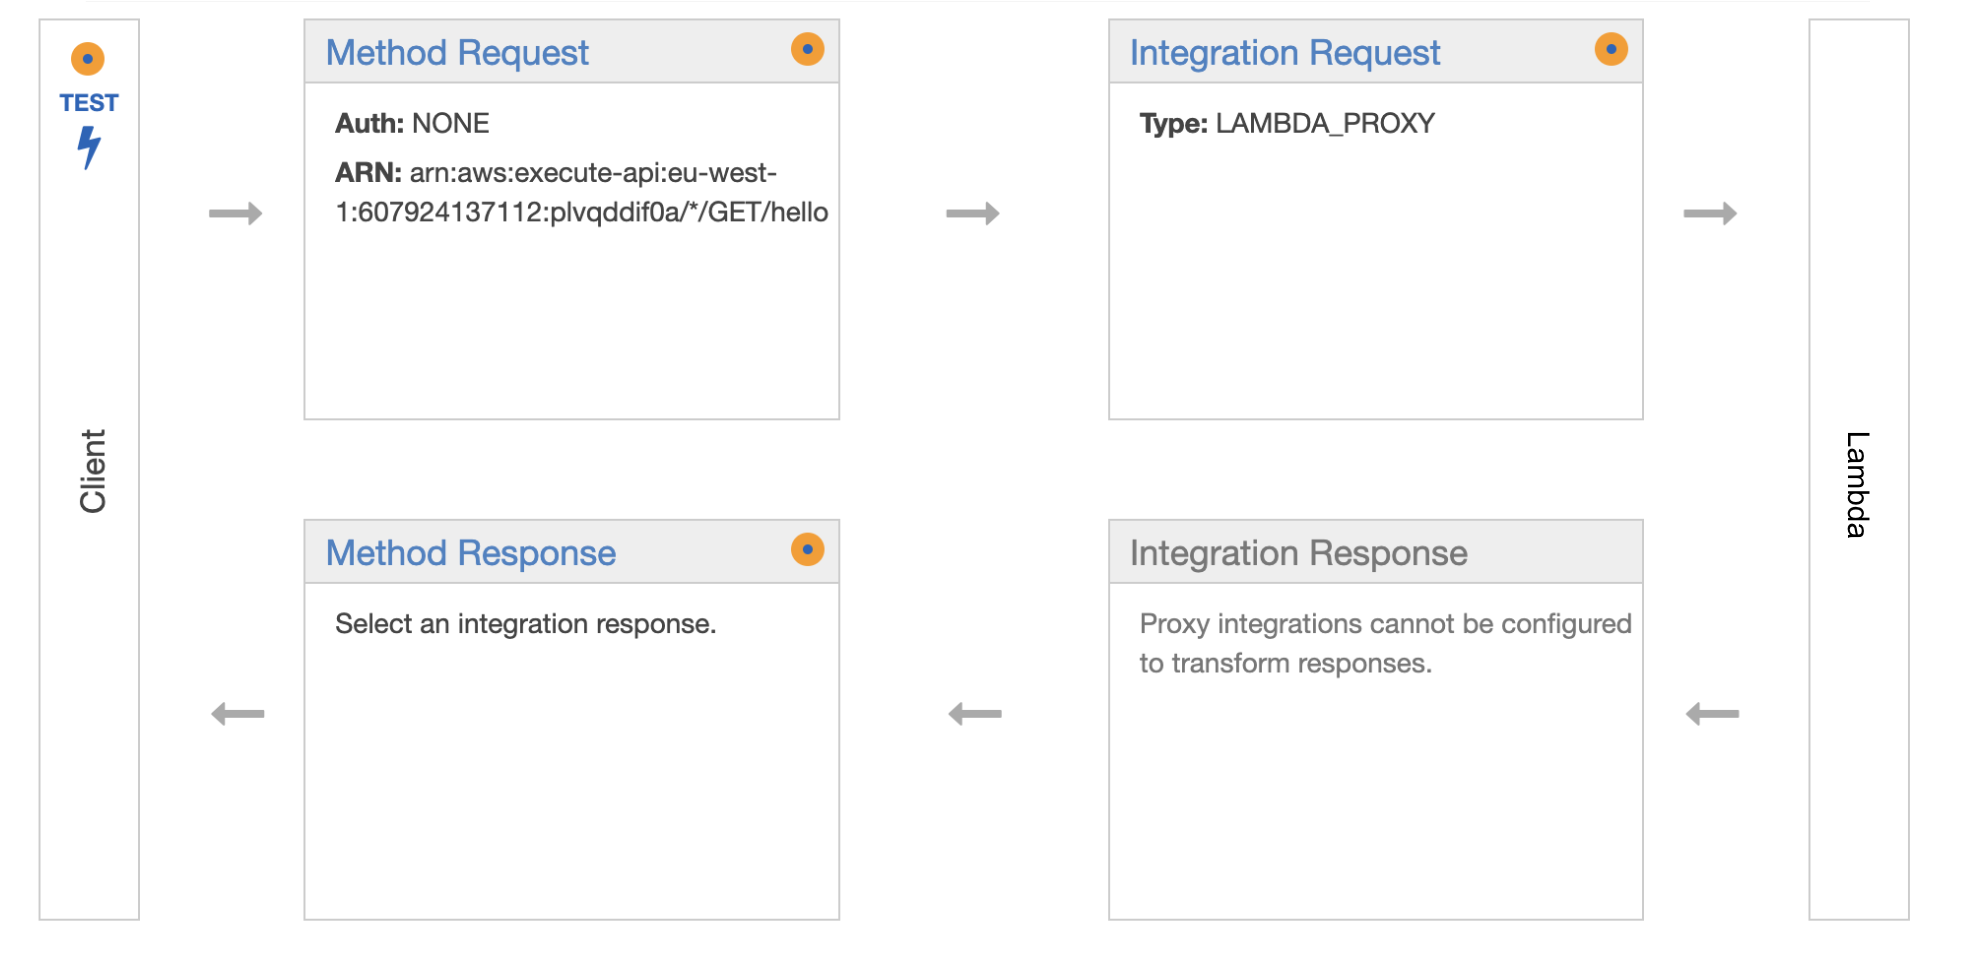 TEST
Client
Method Request
Auth: NONE
ARN: arn:aws:execute-api:eu-west-
1:607924137112:plvqddif0a/*/GET/hello
Integration Request
Type: LAMBDA_PROXY
Lambda
Method Response
Select an integration response.
Integration Response
Proxy integrations cannot be configured
to transform responses.